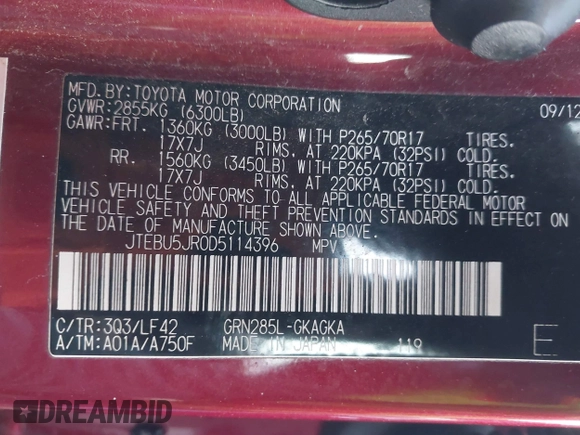 MFD.BY:TOYOTA MOTOR CORPORATION 09/12
GVWR:2855KG (6300LB)
GAWR:FRT. 1360KG (3000LB) WITH P265/70R17 TIRES.
17X7J RIMS. AT 220KPA (32PSI) COLD.
RR. 1560KG (3450LB) WITH P265/70R17 TIRES.
17X7J RIMS. AT 220KPA (32PSI) COLD.
THIS VEHICLE CONFORMS TO ALL APPLICABLE FEDERAL MOTOR
VEHICLE SAFETY AND THEFT PREVENTION STANDARDS IN EFFECT ON
THE DATE OF MANUFACTURE SHOWN ABOVE.
JTEBU5JR0D5114396 MPV
C/TR:3Q3/LF42 GRN285L-GKAGKA
A/TM:A01A/A750F MADE IN JAPAN 119 E
DREAMBID